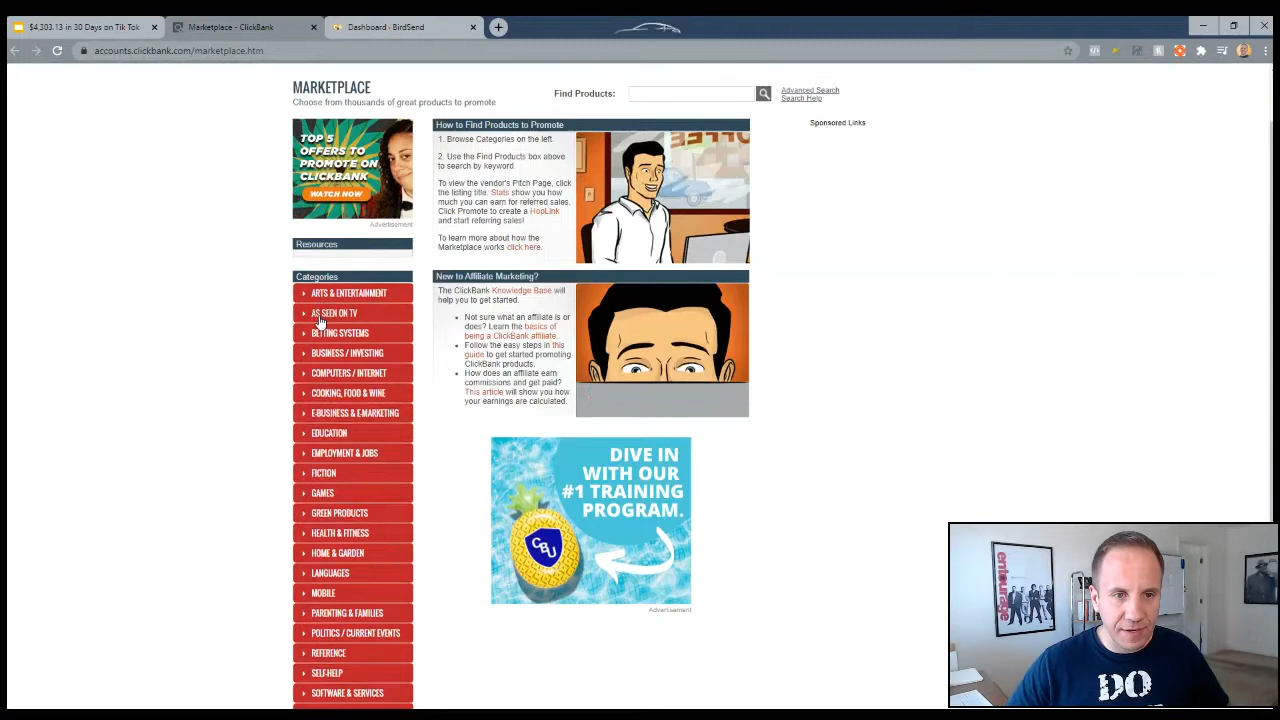 $4,303.13 in 30 Days on Tik Tok
Marketplace - ClickBank
Dashboard - BirdSend
accounts.clickbank.com/marketplace.htm
MARKETPLACE
Choose from thousands of great products to promote
Find Products:
Advanced Search
Search Help
TOP 5
OFFERS TO
PROMOTE ON
CLICKBANK
WATCH NOW
Advertisement
Resources
Categories
ARTS & ENTERTAINMENT
AS SEEN ON TV
BETTING SYSTEMS
BUSINESS / INVESTING
COMPUTERS / INTERNET
COOKING, FOOD & WINE
E-BUSINESS & E-MARKETING
EDUCATION
EMPLOYMENT & JOBS
FICTION
GAMES
GREEN PRODUCTS
HEALTH & FITNESS
HOME & GARDEN
LANGUAGES
MOBILE
PARENTING & FAMILIES
POLITICS / CURRENT EVENTS
REFERENCE
SELF-HELP
SOFTWARE & SERVICES
How to Find Products to Promote
1. Browse Categories on the left.
2. Use the Find Products box above
to search by keyword.
To view the vendor's Pitch Page, click
the listing title. Stats show you how
much you can earn for referred sales.
Click Promote to create a HopLink
and start referring sales!
To learn more about how the
Marketplace works click here.
New to Affiliate Marketing?
The ClickBank Knowledge Base will
help you to get started.
Not sure what an affiliate is or
does? Learn the basics of
being a ClickBank affiliate.
Follow the easy steps in this
guide to get started promoting
ClickBank products.
How does an affiliate earn
commissions and get paid?
This article will show you how
your earnings are calculated.
DIVE IN
WITH OUR
#1 TRAINING
PROGRAM.
CBU
Advertisement
Sponsored Links
entourage
DO